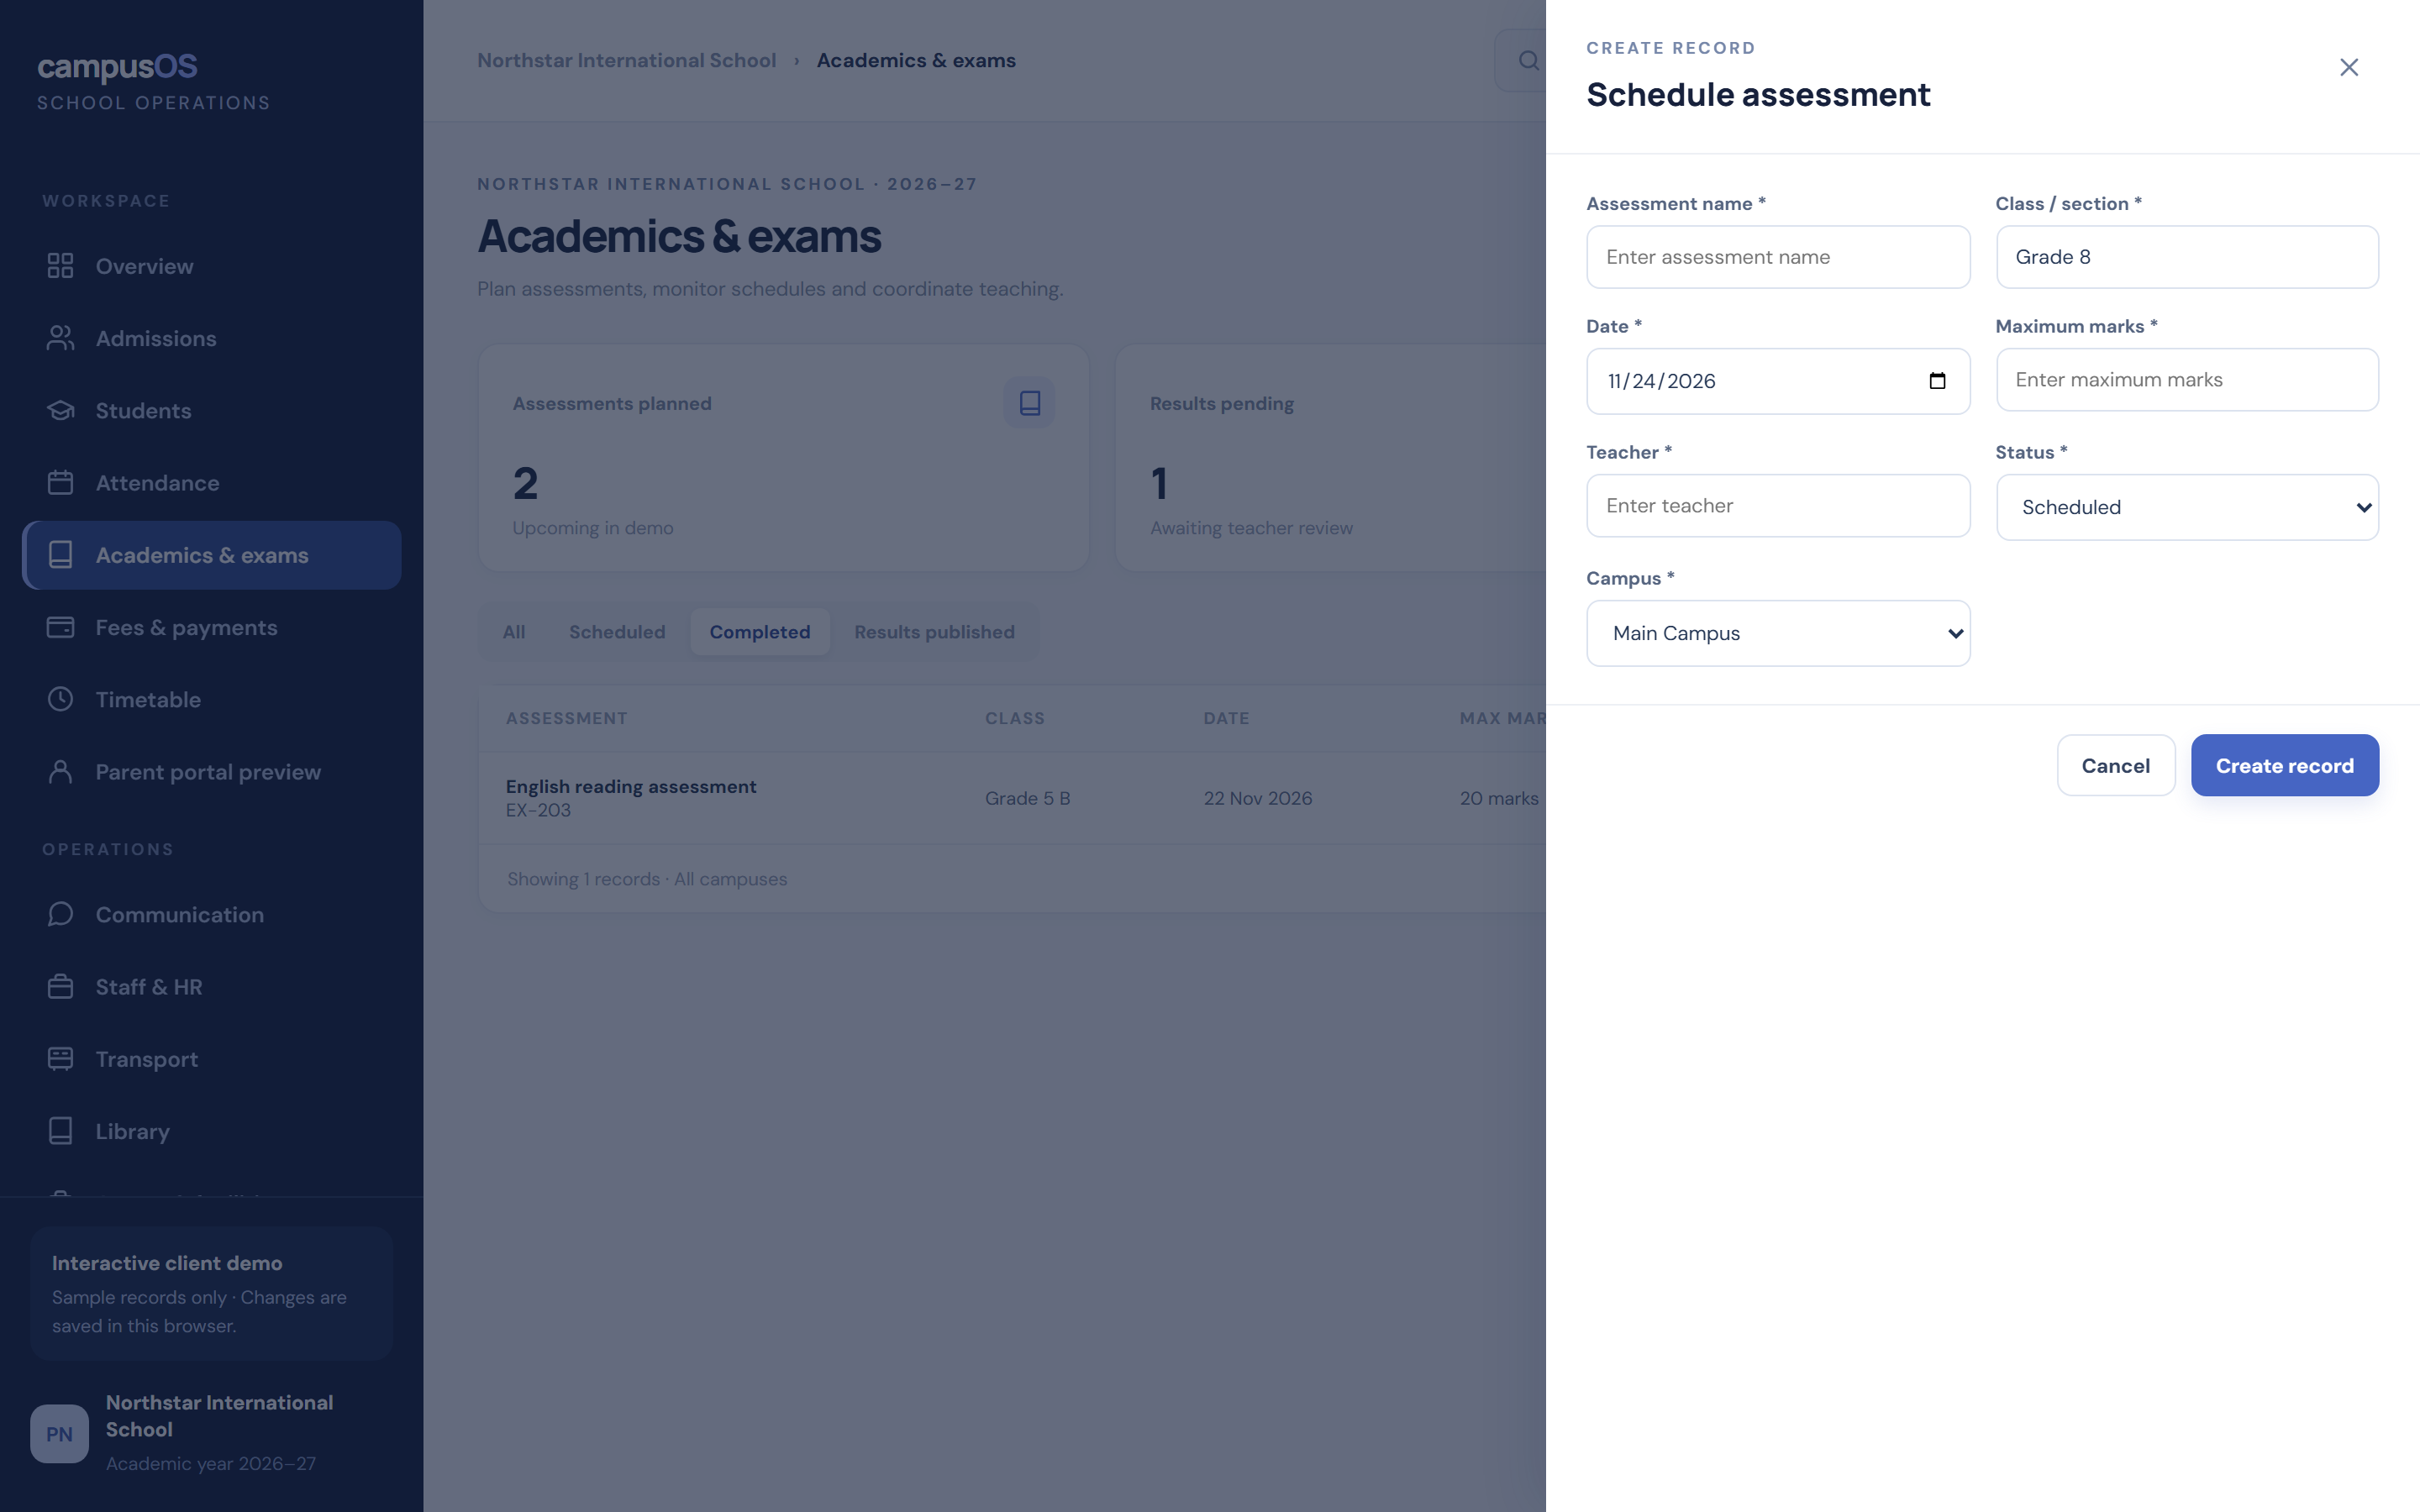 campusOS
SCHOOL OPERATIONS
WORKSPACE
Overview
Admissions
Students
Attendance
Academics & exams
Fees & payments
Timetable
Parent portal preview
OPERATIONS
Communication
Staff & HR
Transport
Library
Interactive client demo
Sample records only · Changes are
saved in this browser.
PN
Northstar International
School
Academic year 2026–27
Northstar International School › Academics & exams
NORTHSTAR INTERNATIONAL SCHOOL · 2026–27
Academics & exams
Plan assessments, monitor schedules and coordinate teaching.
Assessments planned
2
Upcoming in demo
Results pending
1
Awaiting teacher review
All Scheduled Completed Results published
ASSESSMENT CLASS DATE MAX MAR
English reading assessment
EX-203
Grade 5 B 22 Nov 2026 20 marks
Showing 1 records · All campuses
CREATE RECORD
Schedule assessment
Assessment name *
Enter assessment name
Class / section *
Grade 8
Date *
11/24/2026
Maximum marks *
Enter maximum marks
Teacher *
Enter teacher
Status *
Scheduled
Campus *
Main Campus
Cancel
Create record